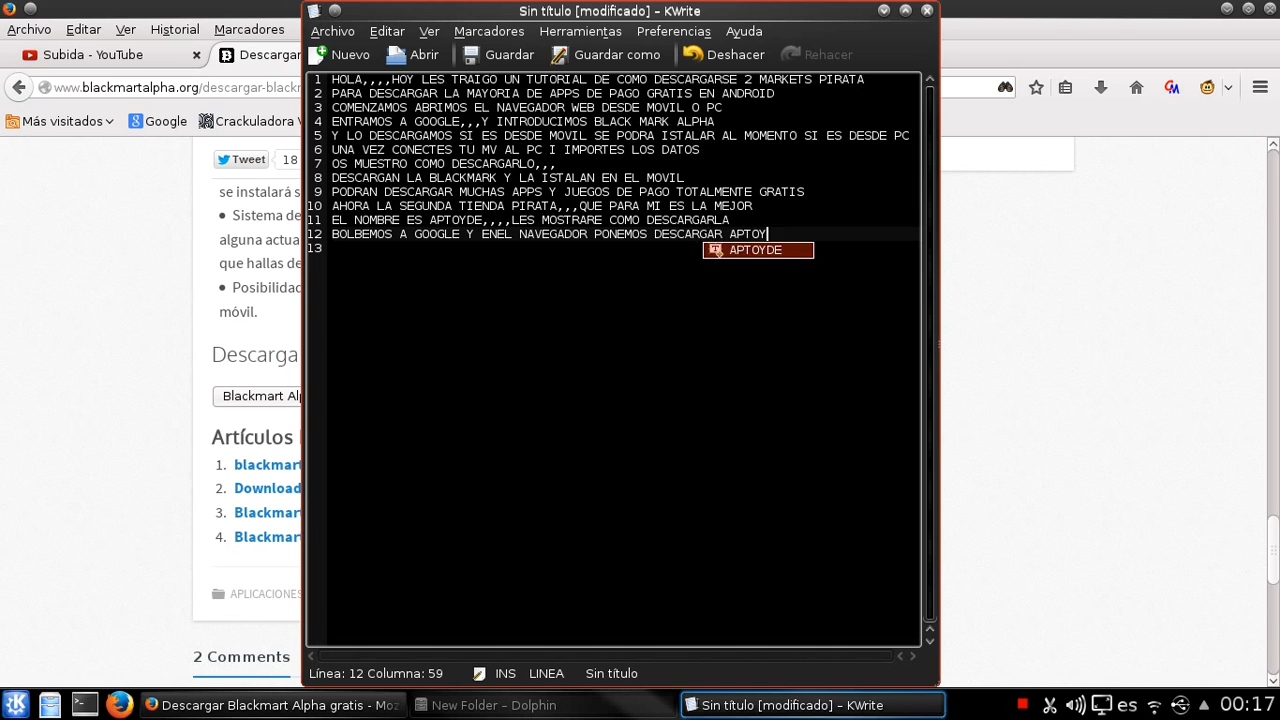 Sin título [modificado] – KWrite
Archivo Editar Ver Historial Marcadores
Archivo Editar Ver Marcadores Herramientas Preferencias Ayuda
Subida - YouTube
Descargar
Nuevo Abrir Guardar Guardar como Deshacer Rehacer
www.blackmartalpha.org/descargar-black
Más visitados Google Crackuladora
Tweet 18
se instalará s
• Sistema de
alguna actua
que hallas de
• Posibilidad
móvil.
Descarga
Blackmart Alp
Artículos
1. blackmart
2. Download
3. Blackmar
4. Blackmar
APLICACIONES
2 Comments
1 HOLA,,,,HOY LES TRAIGO UN TUTORIAL DE COMO DESCARGARSE 2 MARKETS PIRATA
2 PARA DESCARGAR LA MAYORIA DE APPS DE PAGO GRATIS EN ANDROID
3 COMENZAMOS ABRIMOS EL NAVEGADOR WEB DESDE MOVIL O PC
4 ENTRAMOS A GOOGLE,,,Y INTRODUCIMOS BLACK MARK ALPHA
5 Y LO DESCARGAMOS SI ES DESDE MOVIL SE PODRA ISTALAR AL MOMENTO SI ES DESDE PC
6 UNA VEZ CONECTES TU MV AL PC I IMPORTES LOS DATOS
7 OS MUESTRO COMO DESCARGARLO,,,
8 DESCARGAN LA BLACKMARK Y LA ISTALAN EN EL MOVIL
9 PODRAN DESCARGAR MUCHAS APPS Y JUEGOS DE PAGO TOTALMENTE GRATIS
10 AHORA LA SEGUNDA TIENDA PIRATA,,,QUE PARA MI ES LA MEJOR
11 EL NOMBRE ES APTOYDE,,,,LES MOSTRARE COMO DESCARGARLA
12 BOLBEMOS A GOOGLE Y ENEL NAVEGADOR PONEMOS DESCARGAR APTOY
13
APTOYDE
Línea: 12 Columna: 59 INS LINEA Sin título
Descargar Blackmart Alpha gratis - Moz
New Folder – Dolphin
Sin título [modificado] – KWrite
es 00:17